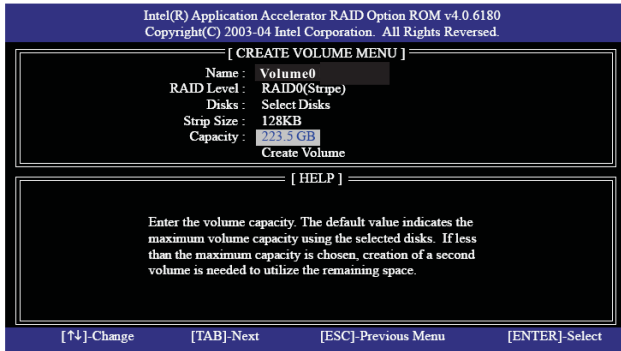 Intel(R) Application Accelerator RAID Option ROM v4.0.6180
Copyright(C) 2003-04 Intel Corporation. All Rights Reversed.
[ CREATE VOLUME MENU ]
Name : Volume0
RAID Level : RAID0(Stripe)
Disks : Select Disks
Strip Size : 128KB
Capacity : 223.5 GB
Create Volume
[ HELP ]
Enter the volume capacity. The default value indicates the
maximum volume capacity using the selected disks. If less
than the maximum capacity is chosen, creation of a second
volume is needed to utilize the remaining space.
[↑↓]-Change [TAB]-Next [ESC]-Previous Menu [ENTER]-Select